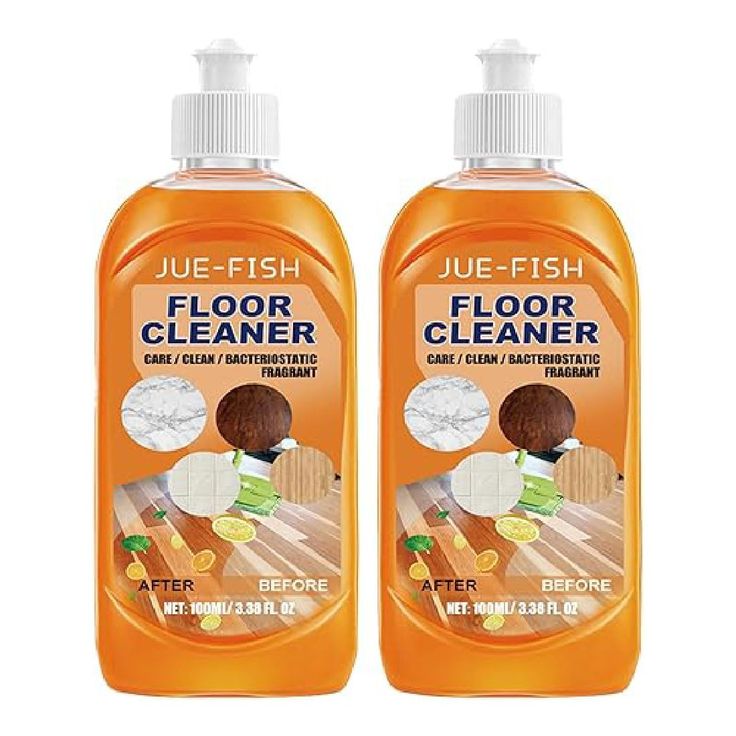 JUE-FISH
FLOOR
CLEANER
CARE / CLEAN / BACTERIOSTATIC
FRAGRANT
AFTER
BEFORE
NET: 100ML/ 3.38 FL OZ
JUE-FISH
FLOOR
CLEANER
CARE / CLEAN / BACTERIOSTATIC
FRAGRANT
AFTER
BEFORE
NET: 100ML/ 3.38 FL OZ